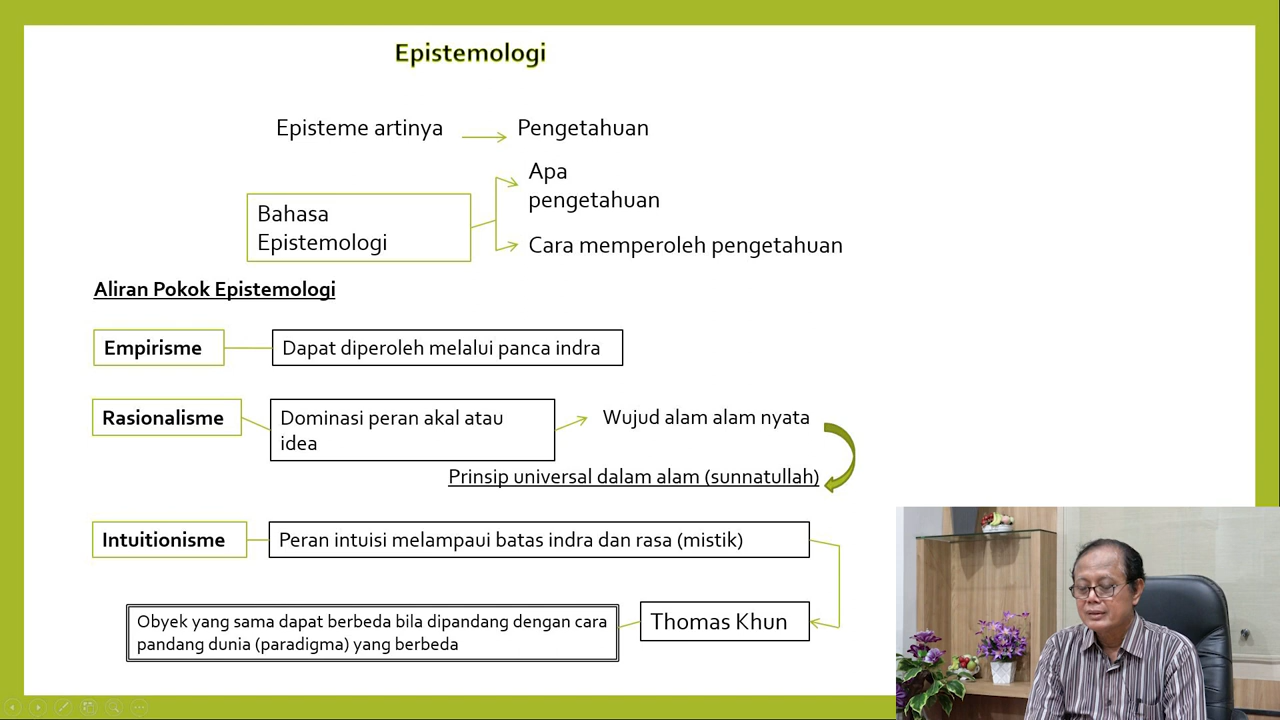 Epistemologi
Episteme artinya
Pengetahuan
Apa
pengetahuan
Bahasa
Epistemologi
Cara memperoleh pengetahuan
Aliran Pokok Epistemologi
Empirisme
Dapat diperoleh melalui panca indra
Rasionalisme
Dominasi peran akal atau
idea
Wujud alam alam nyata
Prinsip universal dalam alam (sunnatullah)
Intuitionisme
Peran intuisi melampaui batas indra dan rasa (mistik)
Thomas Khun
Obyek yang sama dapat berbeda bila dipandang dengan cara
pandang dunia (paradigma) yang berbeda